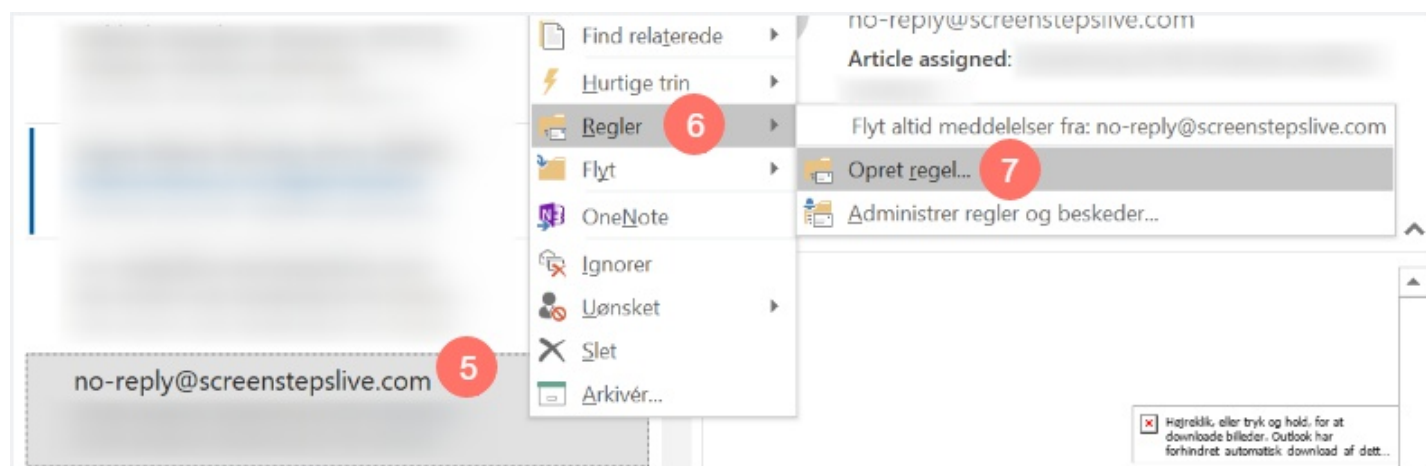 no-reply@screenstepslive.com
Article assigned:
Find relaterede
Hurtige trin
Regler 6
Flyt
OneNote
Ignorer
Uønsket
Slet
Arkivér...
Flyt altid meddelelser fra: no-reply@screenstepslive.com
Opret regel... 7
Administrer regler og beskeder...
no-reply@screenstepslive.com 5
Højreklik, eller tryk og hold, for at
downloade billeder. Outlook har
forhindret automatisk download af dett...